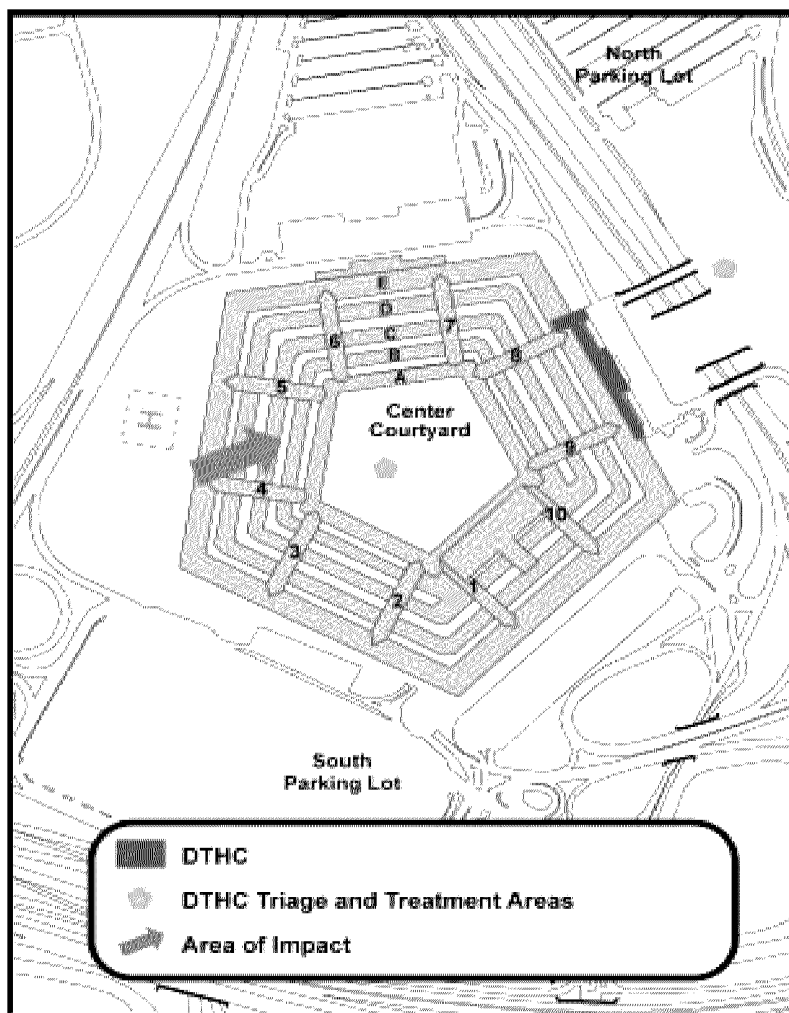 North
Parking Lot
E
D
C
B
A
6
7
8
5
Center
Courtyard
H
9
4
10
3
1
2
South
Parking Lot
DTHC
DTHC Triage and Treatment Areas
Area of Impact